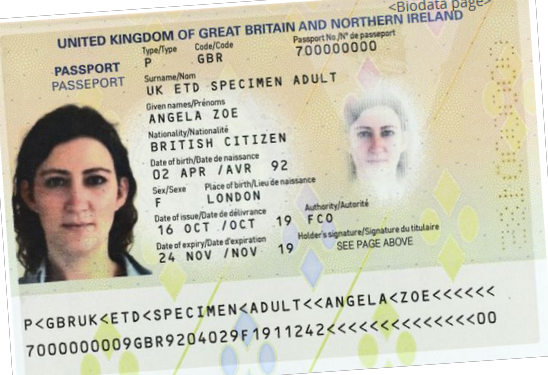 <Biodata page>
UNITED KINGDOM OF GREAT BRITAIN AND NORTHERN IRELAND
PASSPORT
PASSEPORT
Type/Type Code/Code Passport No./Nº de passeport
P GBR 700000000
Surname/Nom
UK ETD SPECIMEN ADULT
Given names/Prénoms
ANGELA ZOE
Nationality/Nationalité
BRITISH CITIZEN
Date of birth/Date de naissance
02 APR /AVR 92
Sex/Sexe Place of birth/Lieu de naissance
F LONDON
Date of issue/Date de délivrance Authority/Autorité
16 OCT /OCT 19 FCO
Date of expiry/Date d'expiration Holder's signature/Signature du titulaire
24 NOV /NOV 19 SEE PAGE ABOVE
P<GBRUK<ETD<SPECIMEN<ADULT<<ANGELA<ZOE<<<<<<
7000000009GBR9204029F1911242<<<<<<<<<<<<<<00